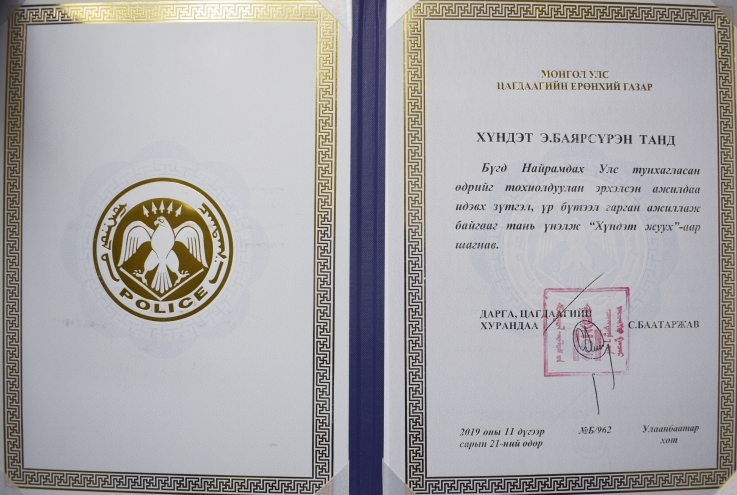 POLICE
МОНГОЛ УЛС
ЦАГДААГИЙН ЕРӨНХИЙ ГАЗАР
ХҮНДЭТ Э.БАЯРСҮРЭН ТАНД
Бүгд Найрамдах Улс тунхагласан
өдрийг тохиолдуулан эрхэлсэн ажилдаа
идэвх зүтгэл, үр бүтээл гарган ажиллаж
байгааг тань үнэлж “Хүндэт жуух”-аар
шагнав.
ДАРГА, ЦАГДААГИЙН
ХУРАНДАА С.БААТАРЖАВ
2019 оны 11 дүгээр №Б/962 Улаанбаатар
сарын 21-ний өдөр хот